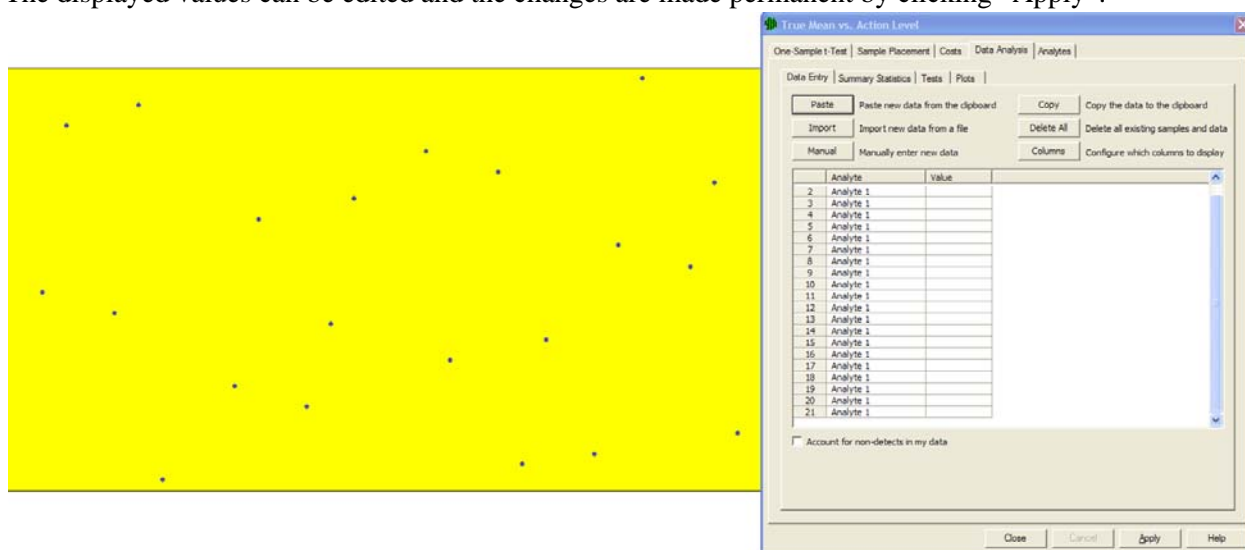 The displayed values can be edited and the changes are made permanent by clicking "Apply".
True Mean vs. Action Level
One-Sample t-Test Sample Placement Costs Data Analysis Analytes
Data Entry Summary Statistics Tests Plots
Paste Paste new data from the clipboard Copy Copy the data to the clipboard
Import Import new data from a file Delete All Delete all existing samples and data
Manual Manually enter new data Columns Configure which columns to display
Analyte Value
2 Analyte 1
3 Analyte 1
4 Analyte 1
5 Analyte 1
6 Analyte 1
7 Analyte 1
8 Analyte 1
9 Analyte 1
10 Analyte 1
11 Analyte 1
12 Analyte 1
13 Analyte 1
14 Analyte 1
15 Analyte 1
16 Analyte 1
17 Analyte 1
18 Analyte 1
19 Analyte 1
20 Analyte 1
21 Analyte 1
Account for non-detects in my data
Close Cancel Apply Help